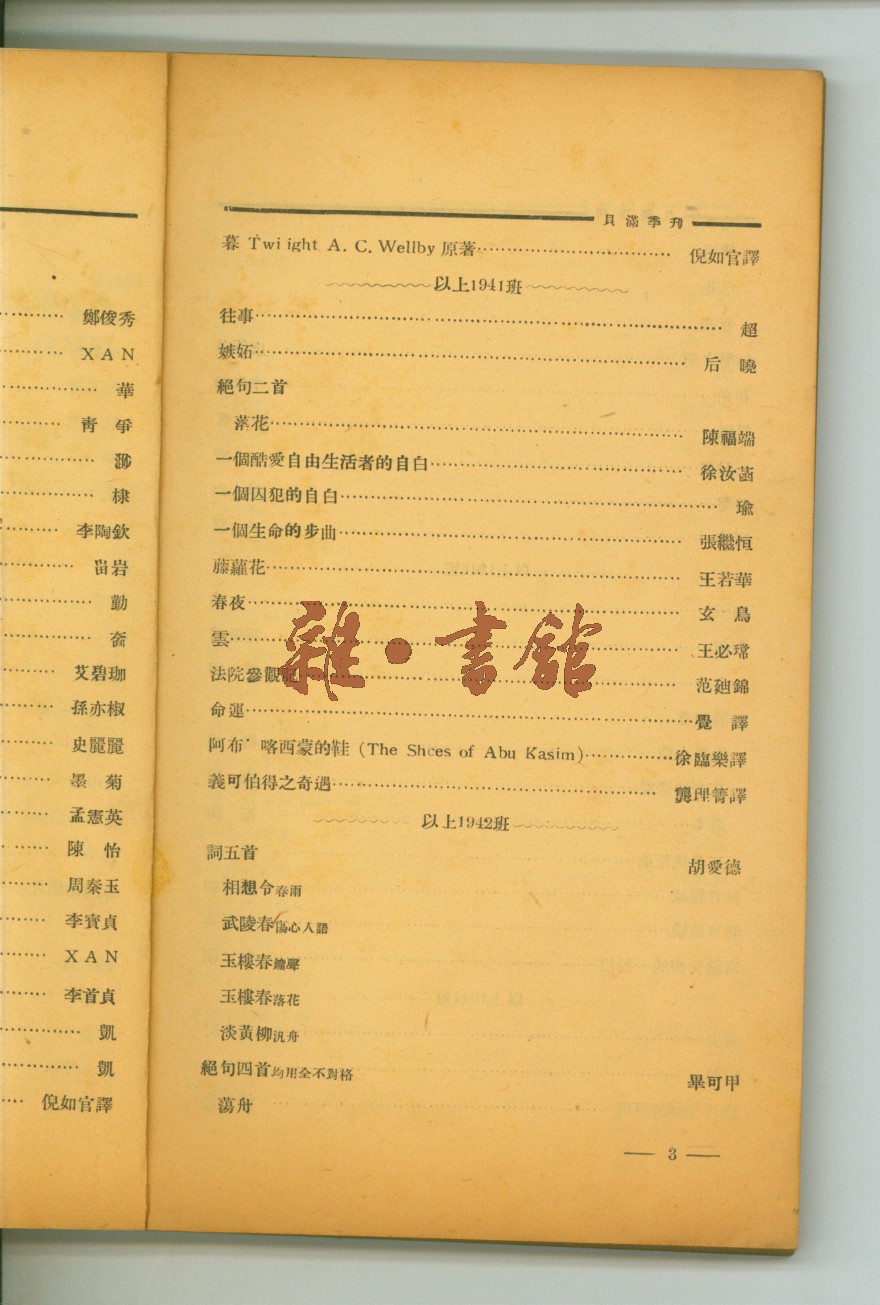 鄭俊秀
XAN
華
青 爭
棣
李陶欽
畄岩
勤
斎
艾碧珈
孫亦椒
史麗麗
墨 菊
孟憲英
陳 怡
周秦玉
李寶貞
XAN
李首貞
凱
凱
倪如官譯
貝滿季刊
暮 Twi ight A. C. Wellby 原著 倪如官譯
以上1941班
往事 超
嫉妬 后 曉
絕句二首
落花 陳福端
一個酷愛自由生活者的自白 徐汝菡
一個囚犯的自白 瑜
一個生命的步曲 張繼恒
藤蘿花 王若華
春夜 玄 鳥
雲 王必瑺
法院參觀記 范廸錦
命運 覺 譯
阿布·喀西蒙的鞋 (The Shces of Abu Kasim) 徐臨樂譯
義可伯得之奇遇 龔理箐譯
以上1942班
詞五首 胡愛德
相想令春雨
武陵春傷心人語
玉樓春鐘聲
玉樓春落花
淡黃柳汎舟
絕句四首均用全不對格 畢可甲
蕩舟
— 3 —
雜·書館